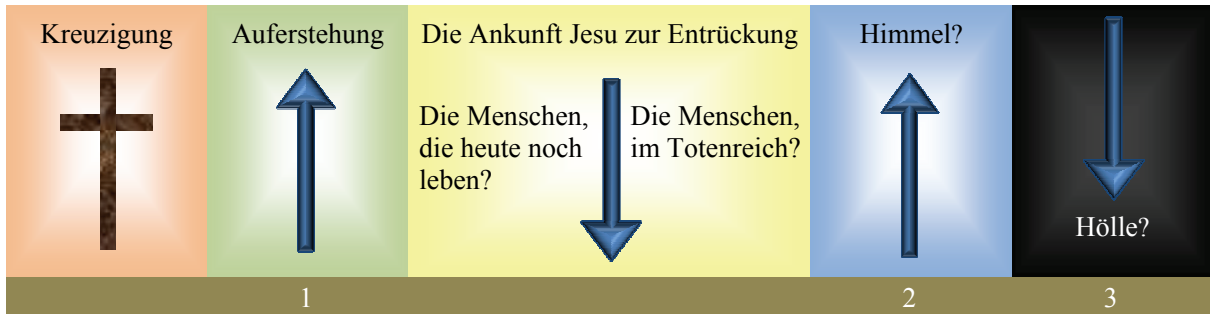 Kreuzigung
Auferstehung
Die Ankunft Jesu zur Entrückung
Die Menschen,
die heute noch
leben?
Die Menschen,
im Totenreich?
Himmel?
Hölle?
1
2
3